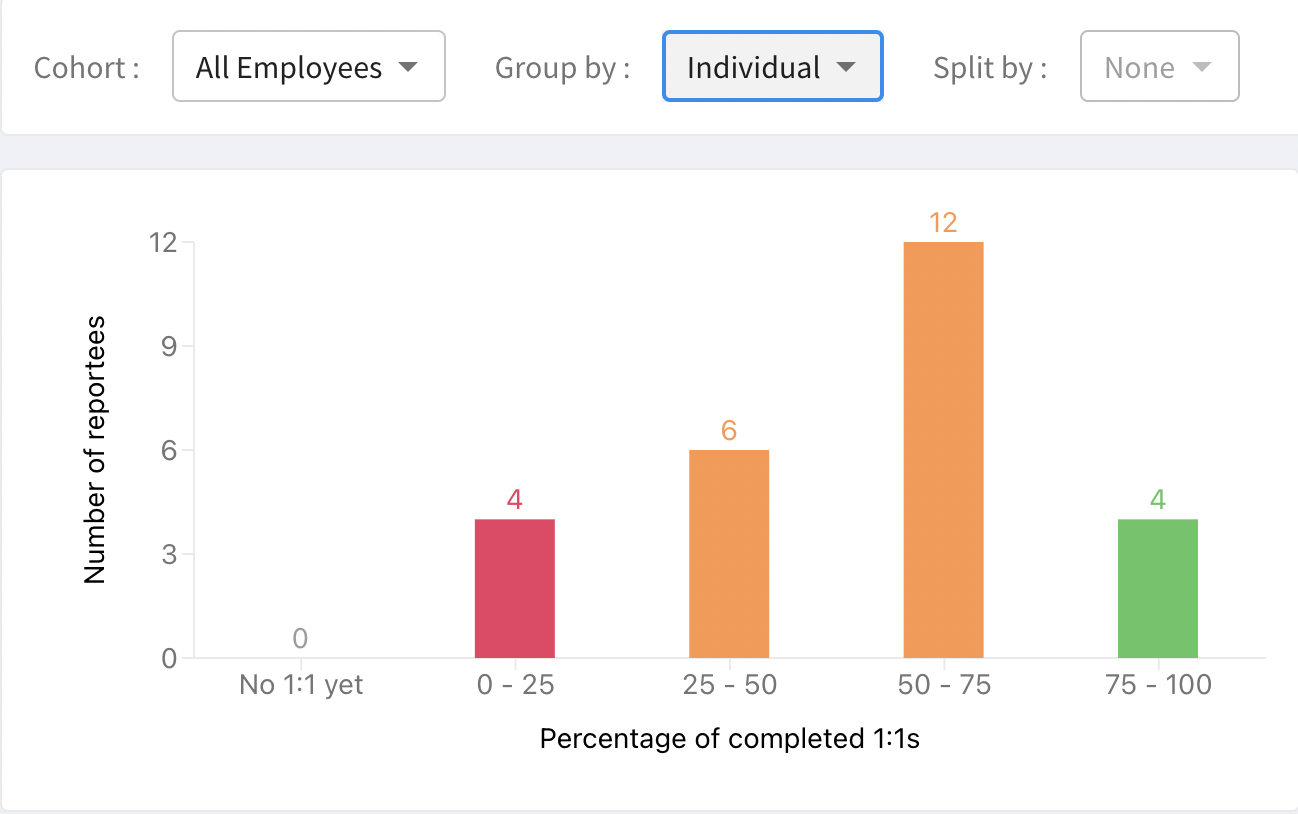 Cohort : All Employees Group by : Individual Split by : None
12
12
9
Number of reportees
6
6
4
4
3
0
0
No 1:1 yet 0 - 25 25 - 50 50 - 75 75 - 100
Percentage of completed 1:1s